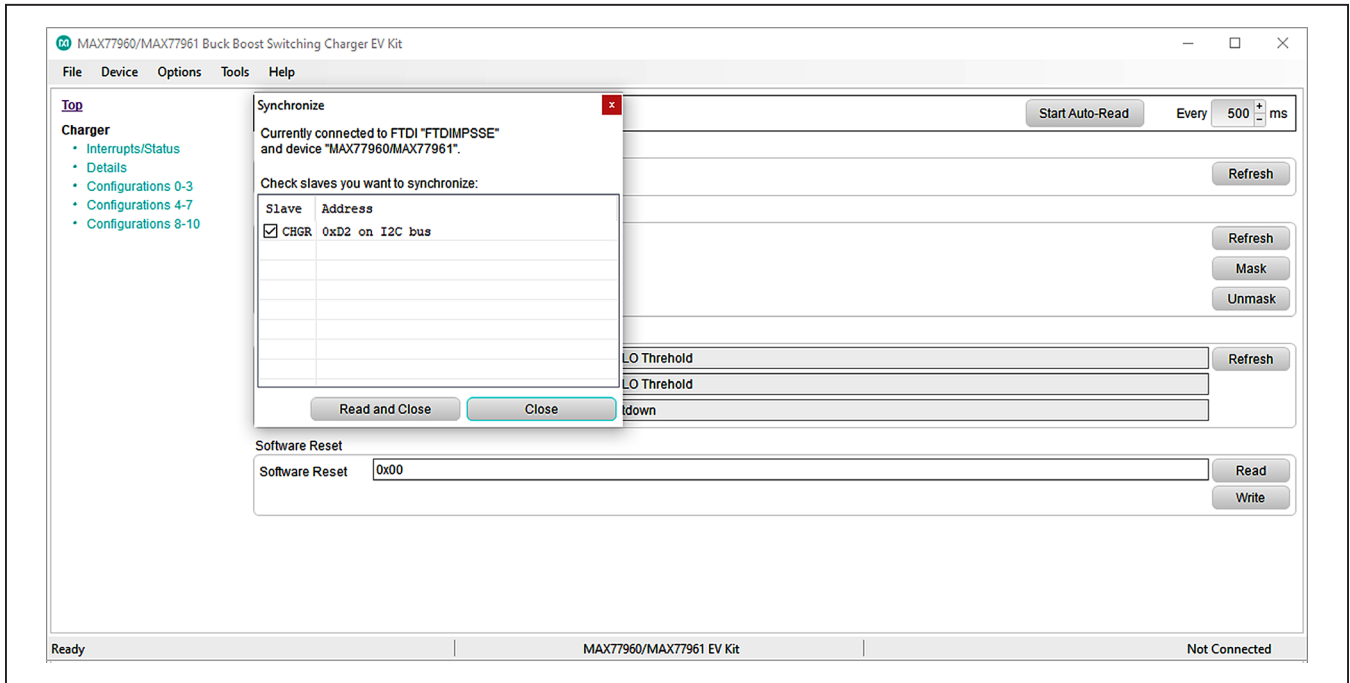 MAX77960/MAX77961 Buck Boost Switching Charger EV Kit
File Device Options Tools Help
Top
Charger
• Interrupts/Status
• Details
• Configurations 0-3
• Configurations 4-7
• Configurations 8-10
Synchronize
x
Currently connected to FTDI "FTDIMPSSE"
and device "MAX77960/MAX77961".
Check slaves you want to synchronize:
Slave Address
CHGR 0xD2 on I2C bus
Read and Close Close
Start Auto-Read Every 500 + - ms
Refresh
Refresh
Mask
Unmask
LO Threhold Refresh
LO Threhold
tdown
Software Reset
Software Reset 0x00 Read
Write
Ready MAX77960/MAX77961 EV Kit Not Connected